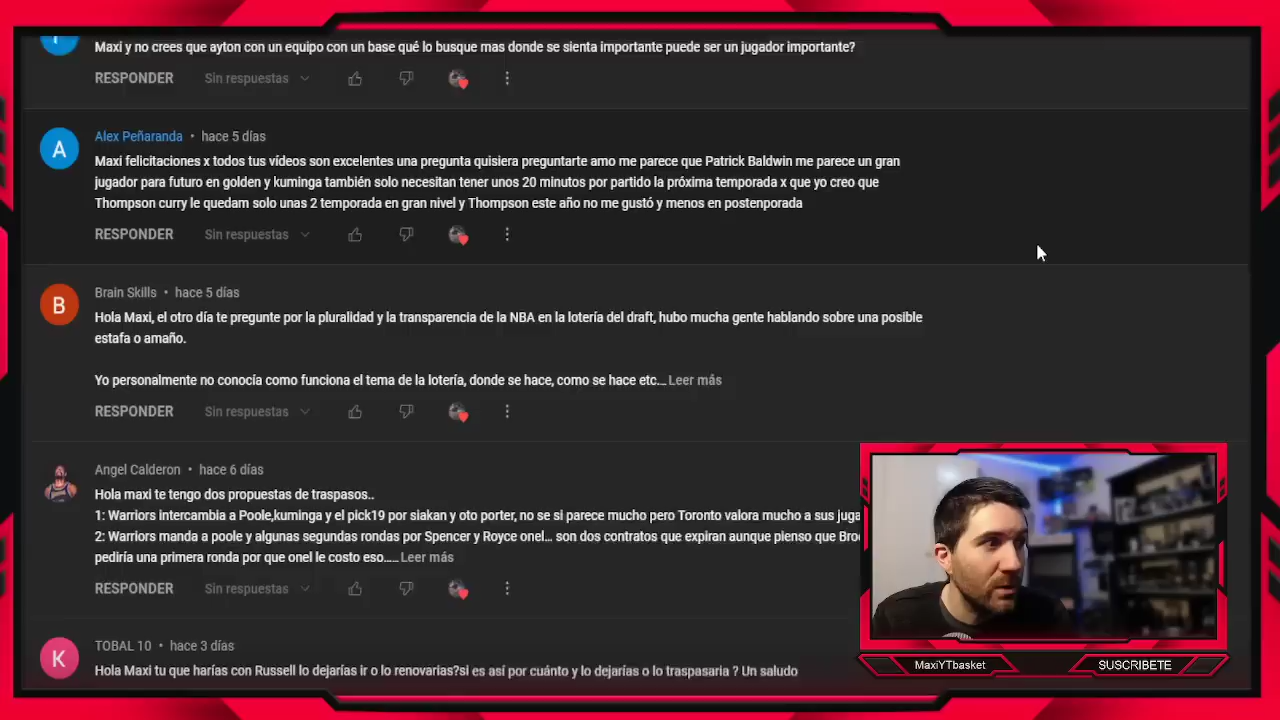 Maxi y no crees que ayton con un equipo con un base qué lo busque mas donde se sienta importante puede ser un jugador importante?
RESPONDER Sin respuestas
A
Alex Peñaranda • hace 5 días
Maxi felicitaciones x todos tus vídeos son excelentes una pregunta quisiera preguntarte amo me parece que Patrick Baldwin me parece un gran
jugador para futuro en golden y kuminga también solo necesitan tener unos 20 minutos por partido la próxima temporada x que yo creo que
Thompson curry le quedam solo unas 2 temporada en gran nivel y Thompson este año no me gustó y menos en postenporada
RESPONDER Sin respuestas
B
Brain Skills • hace 5 días
Hola Maxi, el otro día te pregunte por la pluralidad y la transparencia de la NBA en la lotería del draft, hubo mucha gente hablando sobre una posible
estafa o amaño.
Yo personalmente no conocía como funciona el tema de la lotería, donde se hace, como se hace etc... Leer más
RESPONDER Sin respuestas
Angel Calderon • hace 6 días
Hola maxi te tengo dos propuestas de traspasos..
1: Warriors intercambia a Poole,kuminga y el pick19 por siakan y oto porter, no se si parece mucho pero Toronto valora mucho a sus juga
2: Warriors manda a poole y algunas segundas rondas por Spencer y Royce onel... son dos contratos que expiran aunque pienso que Broo
pediría una primera ronda por que onel le costo eso..... Leer más
RESPONDER Sin respuestas
K
TOBAL 10 • hace 3 días
Hola Maxi tu que harías con Russell lo dejarías ir o lo renovarias?si es así por cuánto y lo dejarías o lo traspasaria ? Un saludo
MaxiYTbasket
SUSCRIBETE